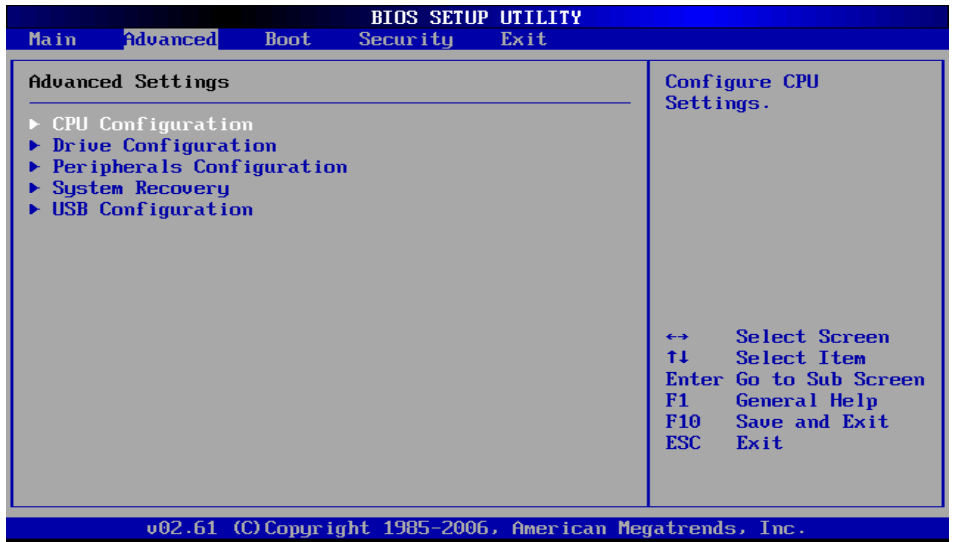 BIOS SETUP UTILITY
Main Advanced Boot Security Exit
Advanced Settings
► CPU Configuration
► Drive Configuration
► Peripherals Configuration
► System Recovery
► USB Configuration
Configure CPU
Settings.
←→ Select Screen
↑↓ Select Item
Enter Go to Sub Screen
F1 General Help
F10 Save and Exit
ESC Exit
v02.61 (C)Copyright 1985-2006, American Megatrends, Inc.